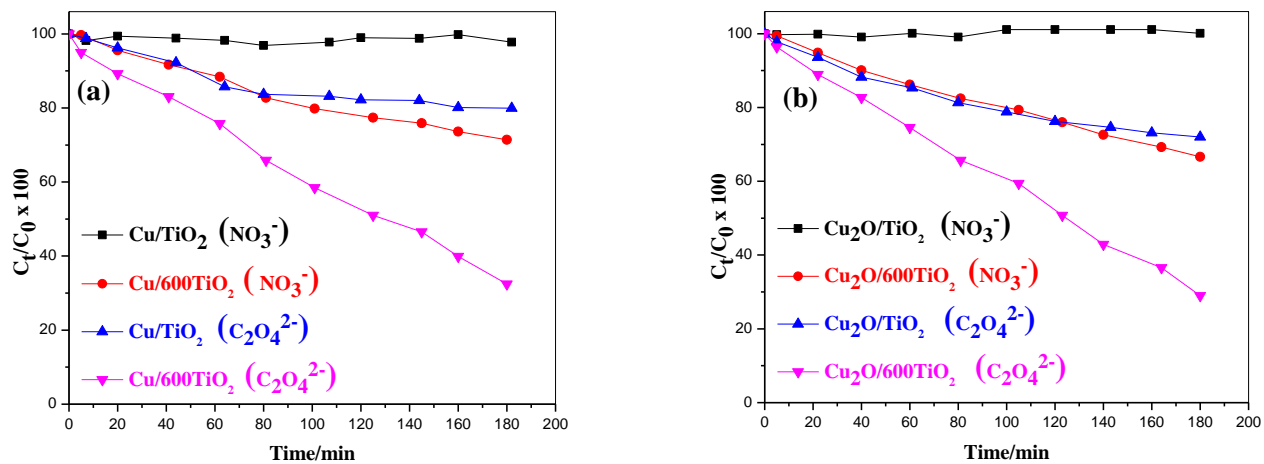 (a)
Cu/TiO₂ (NO₃⁻)
Cu/600TiO₂ (NO₃⁻)
Cu/TiO₂ (C₂O₄²⁻)
Cu/600TiO₂ (C₂O₄²⁻)
Cₜ/C₀ x 100
100
80
60
40
20
0
0 20 40 60 80 100 120 140 160 180 200
Time/min
(b)
Cu₂O/TiO₂ (NO₃⁻)
Cu₂O/600TiO₂ (NO₃⁻)
Cu₂O/TiO₂ (C₂O₄²⁻)
Cu₂O/600TiO₂ (C₂O₄²⁻)
Cₜ/C₀ x 100
100
80
60
40
20
0
0 20 40 60 80 100 120 140 160 180 200
Time/min